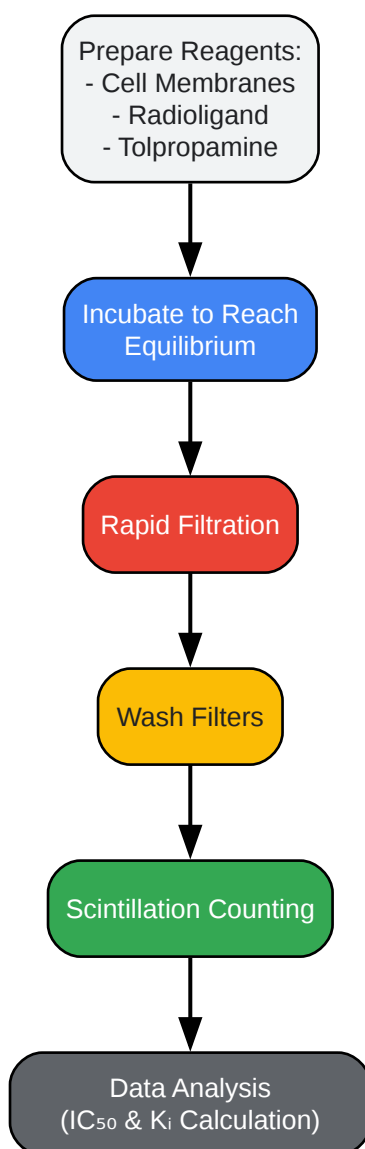 Prepare Reagents:
- Cell Membranes
- Radioligand
- Tolpropamine
Incubate to Reach
Equilibrium
Rapid Filtration
Wash Filters
Scintillation Counting
Data Analysis
(IC₅₀ & Kᵢ Calculation)